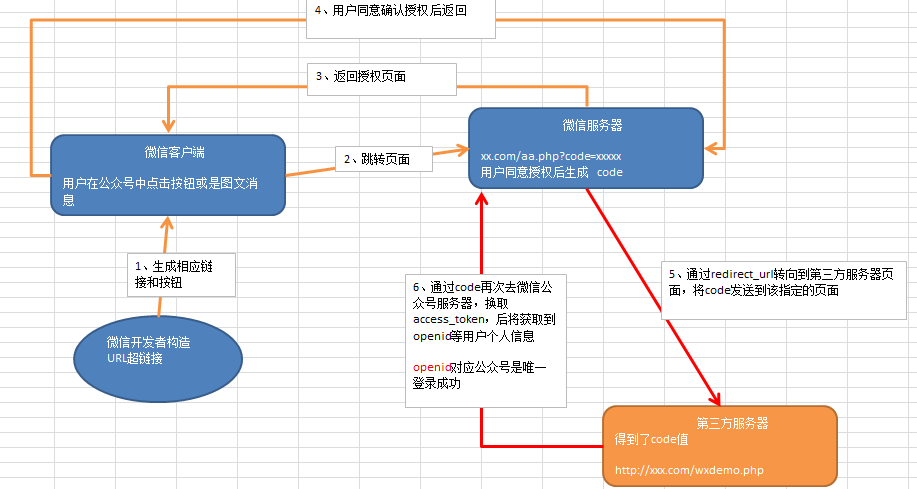 4、用户同意确认授权后返回
3、返回授权页面
微信服务器
xx.com/aa.php?code=xxxx
用户同意授权后生成 code
微信客户端
用户在公众号中点击按钮或是图文消
息
2、跳转页面
1、生成相应链
接和按钮
微信开发者构造
URL超链接
5、通过redirect_url转向到第三方服务器页
面，将code发送到该指定的页面
6、通过code再次去微信公
众号服务器，换取
access_token，后将获取到
openid等用户个人信息
openid对应公众号是唯一
登录成功
第三方服务器
得到了code值
http://xxx.com/wxdemo.php